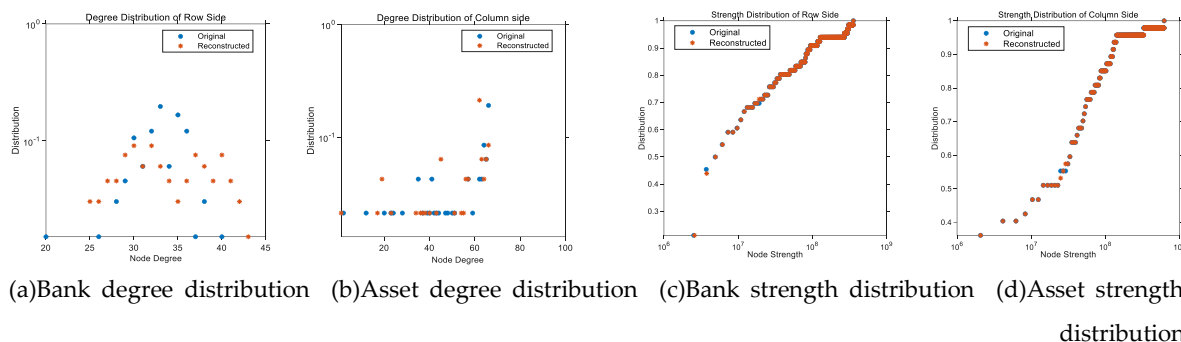 Degree Distribution of Row Side
10^0
Original
Reconstructed
Distribution
10^-1
20 25 30 35 40 45
Node Degree
Degree Distribution of Column side
10^0
Original
Reconstructed
Distribution
10^-1
20 40 60 80 100
Node Degree
Strength Distribution of Row Side
1
Original
Reconstructed
0.9
0.8
0.7
Distribution
0.6
0.5
0.4
0.3
10^6 10^7 10^8 10^9
Node Strength
Strength Distribution of Column Side
1
Original
Reconstructed
0.9
0.8
0.7
Distribution
0.6
0.5
0.4
10^6 10^7 10^8
Node Strength
(a)Bank degree distribution (b)Asset degree distribution (c)Bank strength distribution (d)Asset strength
distribution